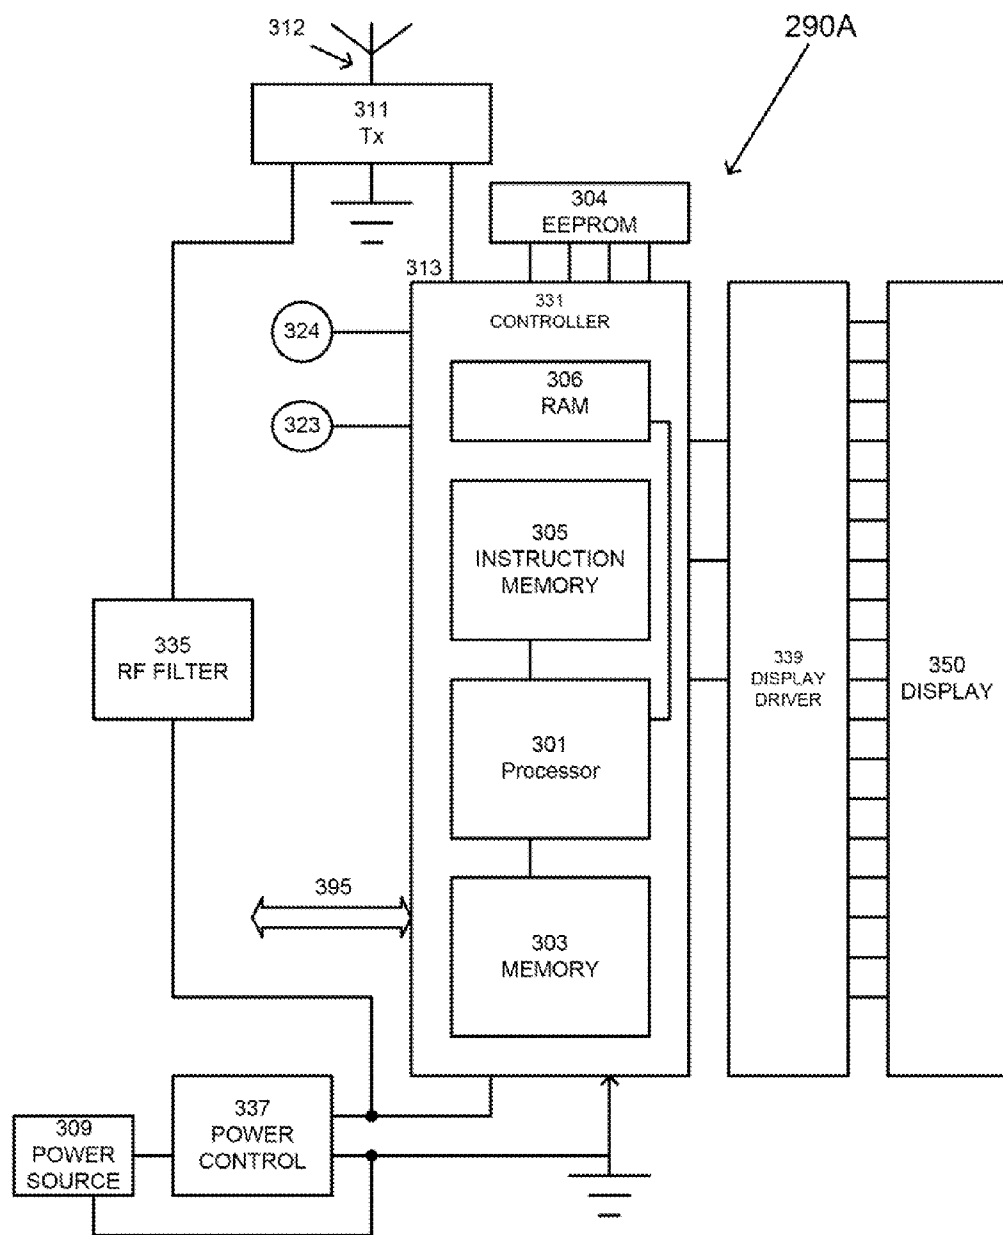 290A
312
311
Tx
304
EEPROM
313
331
CONTROLLER
324
306
RAM
323
305
INSTRUCTION
MEMORY
335
RF FILTER
339
DISPLAY
DRIVER
350
DISPLAY
301
Processor
395
303
MEMORY
337
POWER
CONTROL
309
POWER
SOURCE